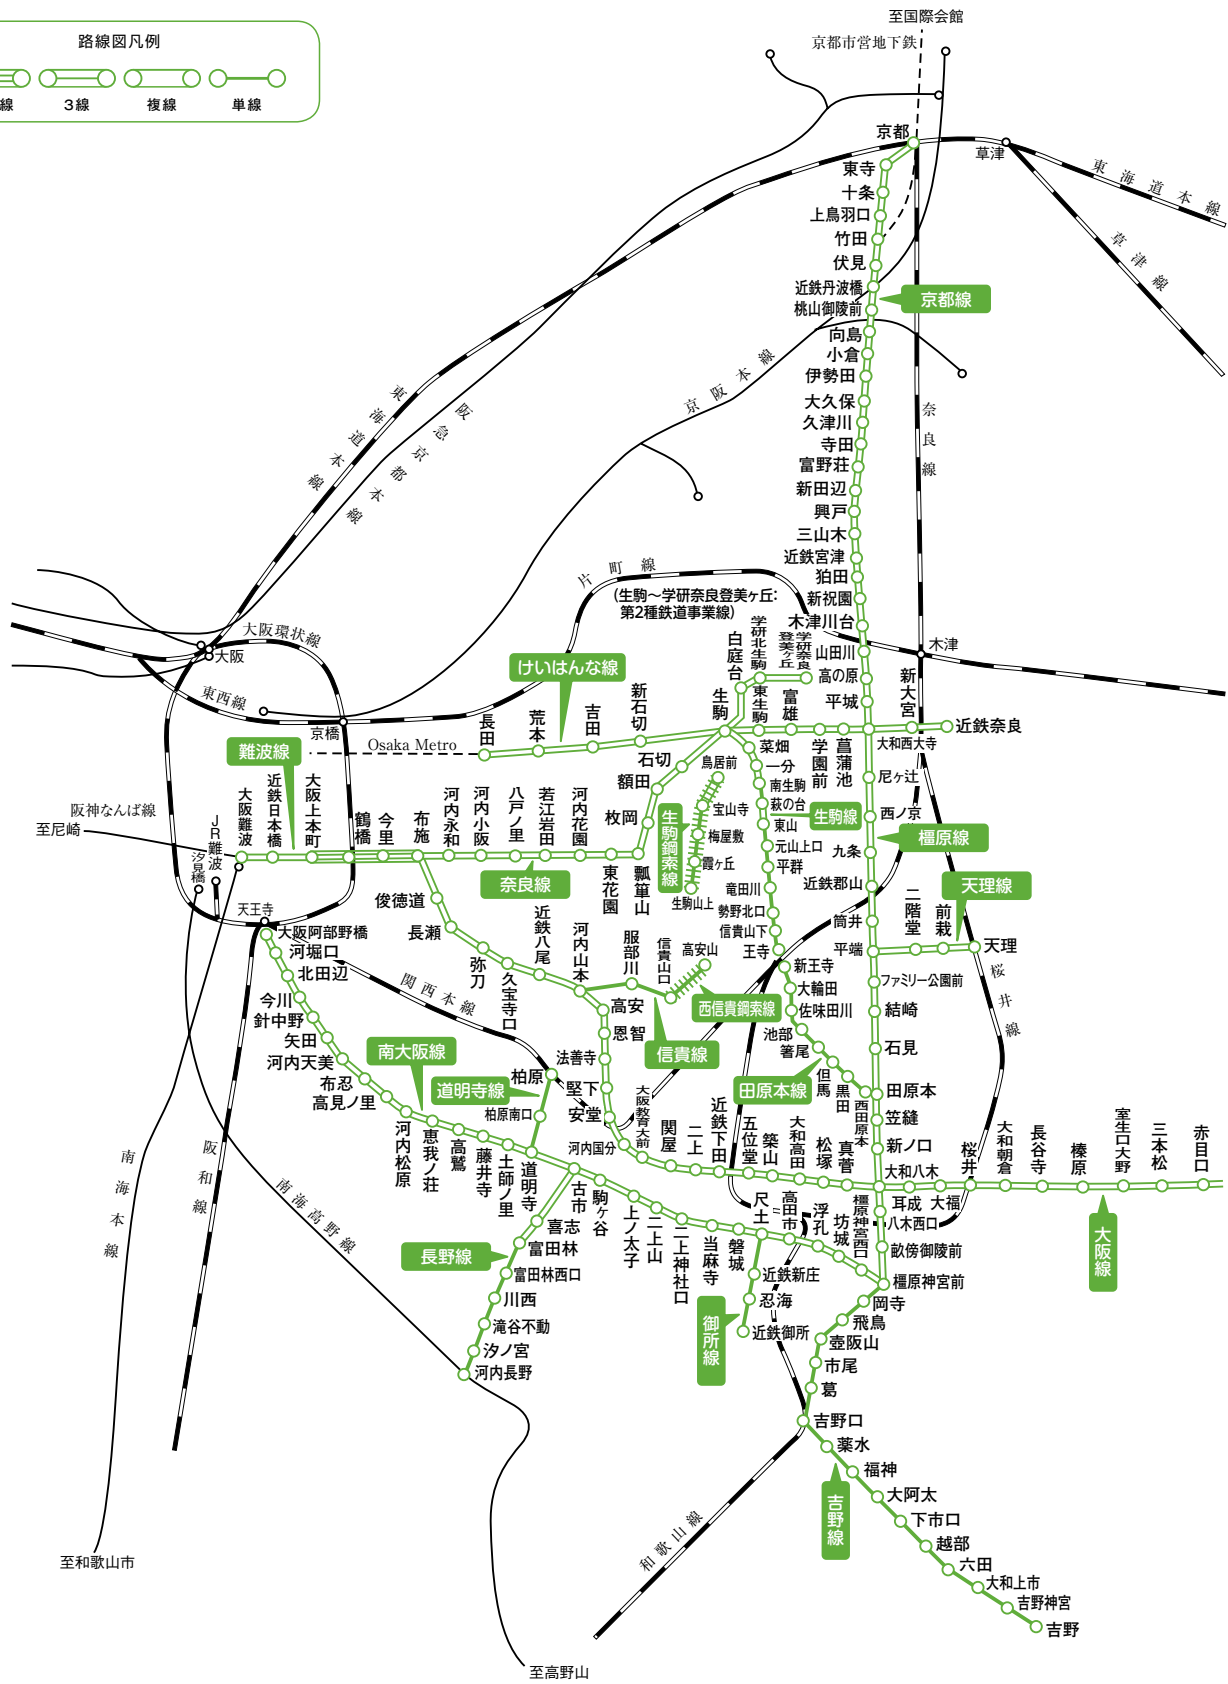 至国際会館
京都市営地下鉄
路線図凡例
線
3線
複線
単線
京都
草津
東海道本線
草津線
東寺
十条
上鳥羽口
竹田
伏見
近鉄丹波橋
京都線
桃山御陵前
向島
小倉
伊勢田
大久保
久津川
寺田
富野荘
新田辺
興戸
三山木
近鉄宮津
狛田
新祝園
木津川台
山田川
高の原
平城
奈良線
京阪本線
東海道本線
阪急京都本線
片町線
(生駒〜学研奈良登美ヶ丘:
第2種鉄道事業線)
木津
大阪環状線
大阪
東西線
京橋
けいはんな線
Osaka Metro
長田
荒本
吉田
新石切
生駒
白庭台
学研北生駒
学研奈良登美ヶ丘
東生駒
富雄
学園前
菖蒲池
大和西大寺
新大宮
近鉄奈良
難波線
阪神なんば線
至尼崎
大阪難波
近鉄日本橋
大阪上本町
鶴橋
今里
布施
河内永和
河内小阪
八戸ノ里
若江岩田
河内花園
東花園
瓢箪山
枚岡
額田
石切
奈良線
JR難波
汐見橋
天王寺
鳥居前
宝山寺
梅屋敷
霞ヶ丘
生駒山上
生駒鋼索線
菜畑
一分
南生駒
萩の台
東山
元山上口
平群
竜田川
勢野北口
信貴山下
王寺
生駒線
尼ヶ辻
西ノ京
橿原線
九条
近鉄郡山
筒井
平端
二階堂
前栽
天理
天理線
ファミリー公園前
結崎
石見
田原本
笠縫
新ノ口
大和八木
八木西口
畝傍御陵前
橿原神宮前
桜井線
新王寺
大輪田
佐味田川
池部
箸尾
但馬
黒田
西田原本
田原本線
俊徳道
長瀬
弥刀
久宝寺口
近鉄八尾
河内山本
服部川
信貴山口
高安山
西信貴鋼索線
信貴線
高安
恩智
法善寺
堅下
安堂
河内国分
大阪教育大前
関屋
二上
近鉄下田
五位堂
築山
大和高田
松塚
真菅
耳成
大福
桜井
大和朝倉
長谷寺
榛原
室生口大野
三本松
赤目口
大阪線
関西本線
大阪阿部野橋
河堀口
北田辺
今川
針中野
矢田
河内天美
布忍
高見ノ里
河内松原
恵我ノ荘
高鷲
藤井寺
土師ノ里
道明寺
古市
駒ヶ谷
上ノ太子
二上山
二上神社口
当麻寺
磐城
尺土
高田市
浮孔
坊城
橿原神宮西口
南大阪線
道明寺線
柏原
柏原南口
喜志
富田林
富田林西口
川西
滝谷不動
汐ノ宮
河内長野
長野線
近鉄新庄
忍海
近鉄御所
御所線
岡寺
飛鳥
壺阪山
市尾
葛
吉野口
薬水
福神
大阿太
下市口
越部
六田
大和上市
吉野神宮
吉野
吉野線
和歌山線
阪和線
南海本線
南海高野線
至和歌山市
至高野山